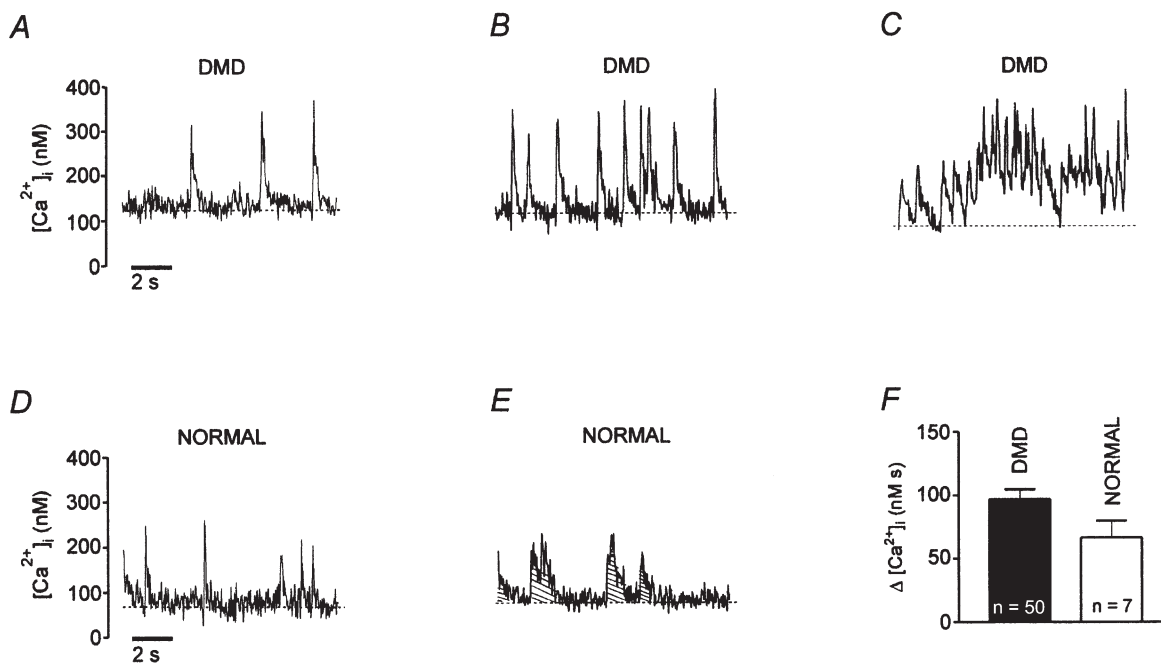 A
B
C
DMD
DMD
DMD
400
300
200
100
0
[Ca2+]i (nM)
2 s
D
E
F
NORMAL
NORMAL
400
300
200
100
0
[Ca2+]i (nM)
2 s
150
100
50
0
Δ [Ca2+]i (nM s)
DMD
NORMAL
n = 50
n = 7